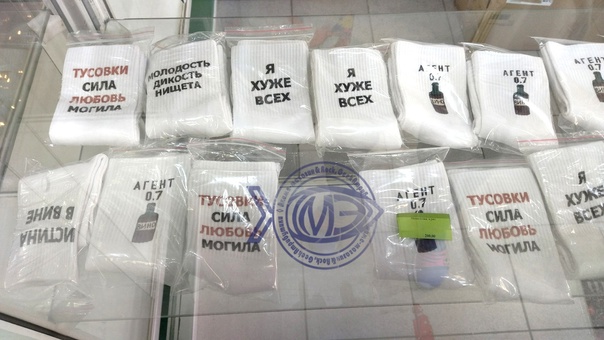 ТУСОВКИ
СИЛА
ЛЮБОВЬ
МОГИЛА
МОЛОДОСТЬ
ДИКОСТЬ
НИЩЕТА
Я
ХУЖЕ
ВСЕХ
Я
ХУЖЕ
ВСЕХ
АГЕНТ
0.7
АГЕНТ
0.7
АГЕНТ
0.7
ИСТИНА
В ВИНЕ
АГЕНТ
0.7
ВИНО
ТУСОВКИ
СИЛА
ЛЮБОВЬ
МОГИЛА
АГЕНТ
0.7
ТУСОВКИ
СИЛА
ЛЮБОВЬ
МОГИЛА
Я
ХУЖЕ
ВСЕХ